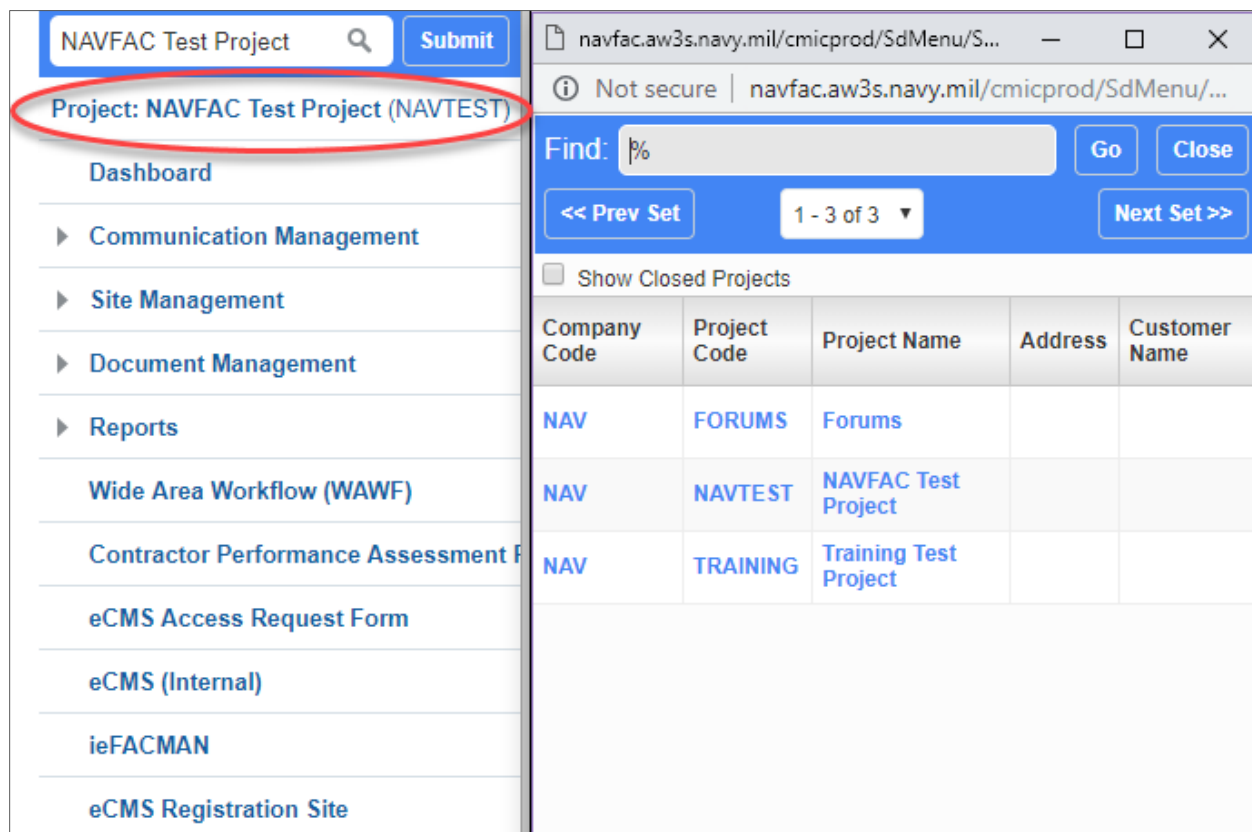 NAVFAC Test Project
Submit
Project: NAVFAC Test Project (NAVTEST)
Dashboard
Communication Management
Site Management
Document Management
Reports
Wide Area Workflow (WAWF)
Contractor Performance Assessment
eCMS Access Request Form
eCMS (Internal)
ieFACMAN
eCMS Registration Site
navfac.aw3s.navy.mil/cmicprod/SdMenu/S...
Not secure | navfac.aw3s.navy.mil/cmicprod/SdMenu/...
Find: %
Go
Close
<< Prev Set
1 - 3 of 3
Next Set >>
Show Closed Projects
Company Code
Project Code
Project Name
Address
Customer Name
NAV
FORUMS
Forums
NAV
NAVTEST
NAVFAC Test
Project
NAV
TRAINING
Training Test
Project